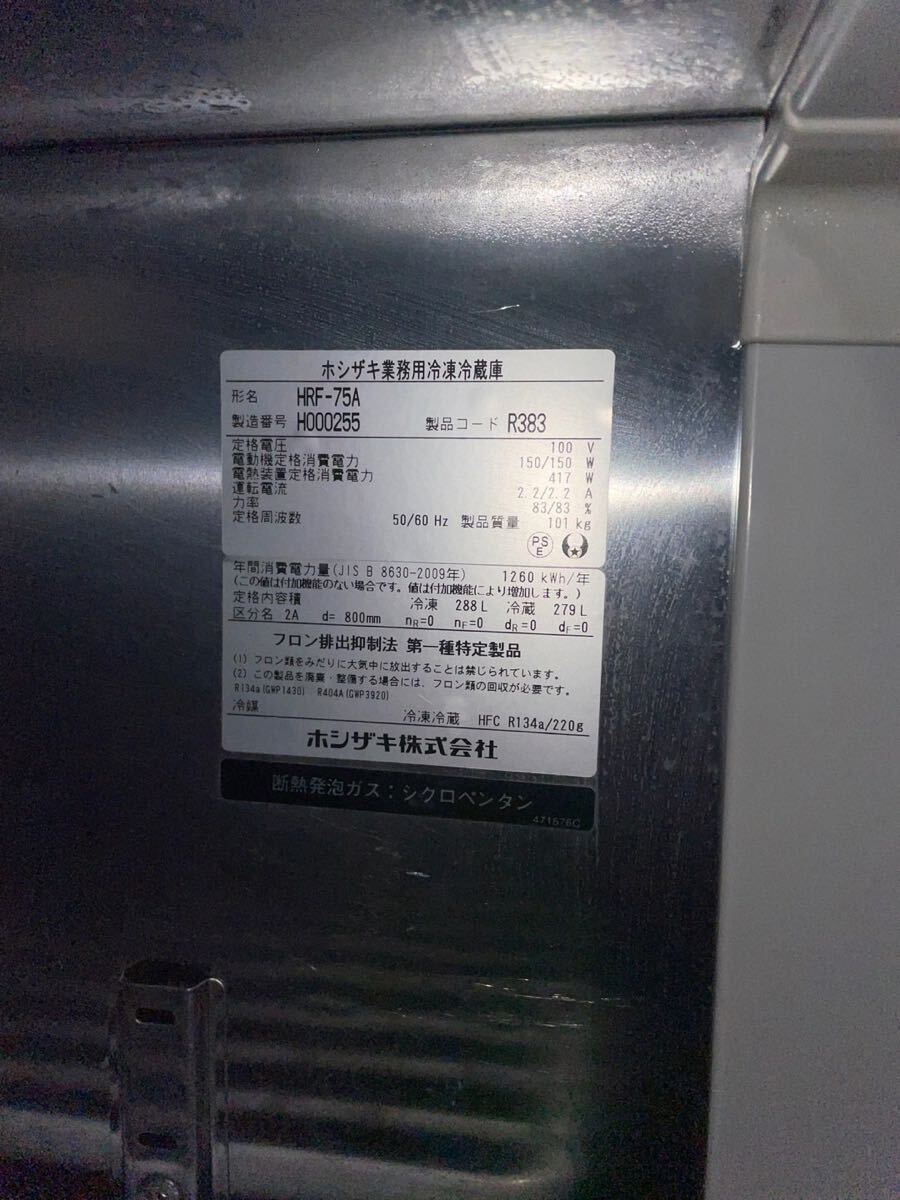 ホシザキ業務用冷凍冷蔵庫
形名 HRF-75A
製造番号 H000255 製品コード R383
定格電圧 100 V
電動機定格消費電力 150/150 W
電熱装置定格消費電力 417 W
運転電流 2.2/2.2 A
力率 83/83 %
定格周波数 50/60 Hz 製品質量 101 kg
PS
E
年間消費電力量(JIS B 8630-2009年) 1260 kWh/年
(この値は付加機能のない場合です。値は付加機能により増加します。)
定格内容積 冷凍 288 L 冷蔵 279 L
区分名 2A d= 800mm nR=0 nF=0 dR=0 dF=0
フロン排出抑制法 第一種特定製品
(1) フロン類をみだりに大気中に放出することは禁じられています。
(2) この製品を廃棄・整備する場合には、フロン類の回収が必要です。
R134a(GWP1430) R404A(GWP3920)
冷媒 冷凍冷蔵 HFC R134a/220g
ホシザキ株式会社
断熱発泡ガス：シクロペンタン
471576C